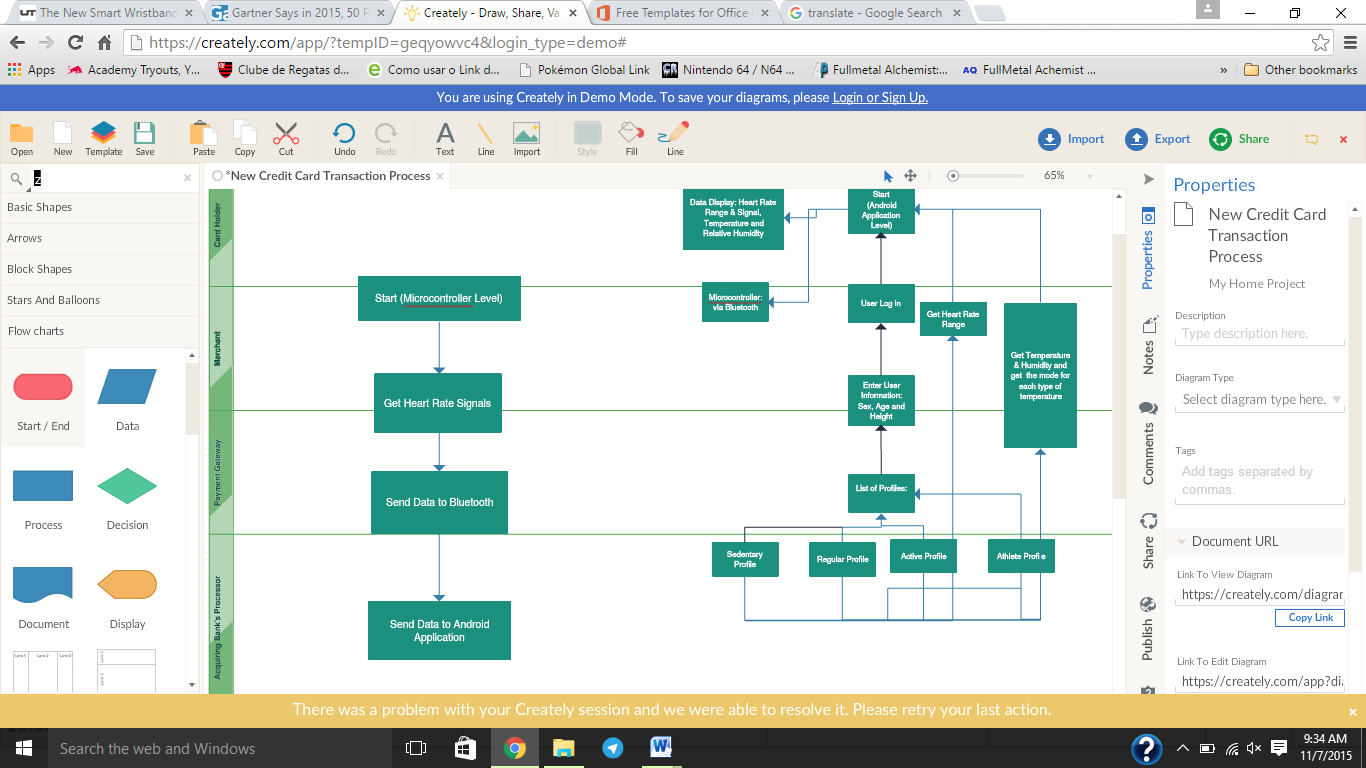 The New Smart Wristband
Gartner Says in 2015, 50 P
Creately - Draw, Share, Va
Free Templates for Office
translate - Google Search
https://creately.com/app/?tempID=geqyowvc4&login_type=demo#
Apps
Academy Tryouts, Y...
Clube de Regatas d...
Como usar o Link d...
Pokémon Global Link
Nintendo 64 / N64 ...
Fullmetal Alchemist:...
AQ
FullMetal Achemist ...
»
Other bookmarks
You are using Creately in Demo Mode. To save your diagrams, please Login or Sign Up.
Open
New
Template
Save
Paste
Copy
Cut
Undo
Redo
Text
Line
Import
Style
Fill
Line
Import
Export
Share
z
*New Credit Card Transaction Process
65%
Basic Shapes
Arrows
Block Shapes
Stars And Balloons
Flow charts
Start / End
Data
Process
Decision
Document
Display
Card Holder
Merchant
Payment Gateway
Acquiring Bank's Processor
Start (Microcontroller Level)
Get Heart Rate Signals
Send Data to Bluetooth
Send Data to Android
Application
Data Display: Heart Rate
Range & Signal,
Temperature and
Relative Humidity
Start
(Android
Application
Level)
Microcontroller:
via Bluetooth
User Log in
Get Heart Rate
Range
Get Temperature
& Humidity and
get the mode for
each type of
temperature
Enter User
Information:
Sex, Age and
Height
List of Profiles:
Sedentary
Profile
Regular Profile
Active Profile
Athlete Profile
Properties
Notes
Comments
Share
Publish
Properties
New Credit Card
Transaction
Process
My Home Project
Description
Type description here.
Diagram Type
Select diagram type here.
Tags
Add tags separated by
commas.
Document URL
Link To View Diagram
https://creately.com/diagrar
Copy Link
Link To Edit Diagram
https://creately.com/app?di
There was a problem with your Creately session and we were able to resolve it. Please retry your last action.
Search the web and Windows
9:34 AM
11/7/2015